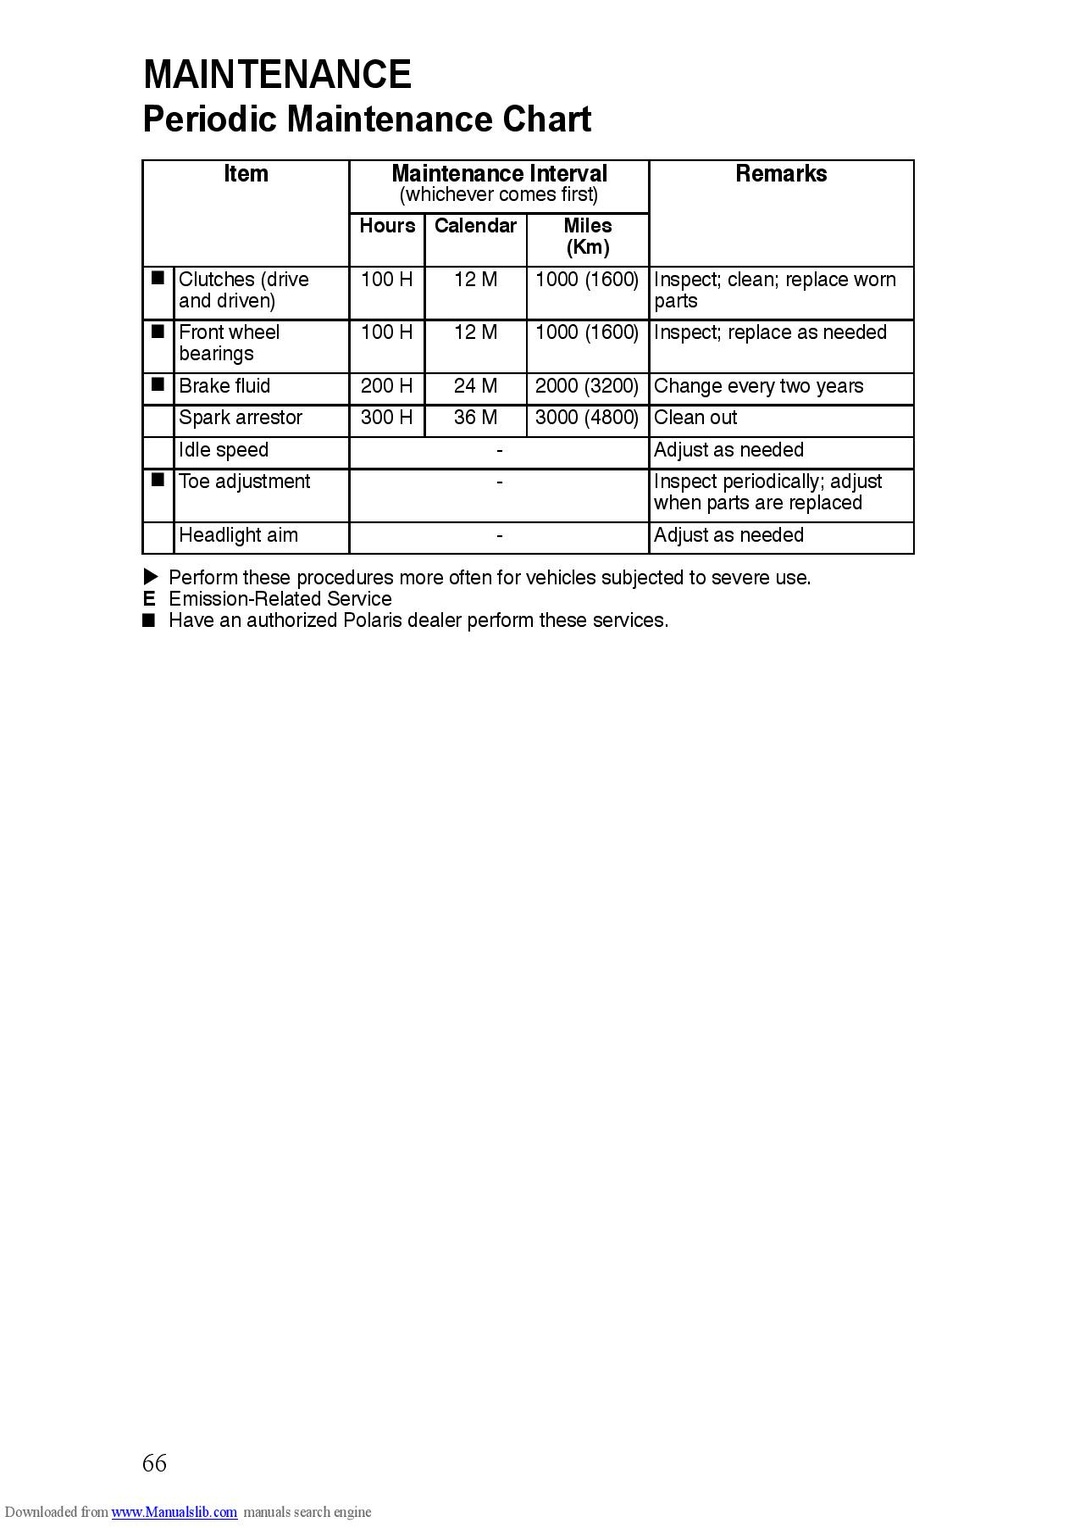 MAINTENANCE
Periodic Maintenance Chart
Item
Maintenance Interval
(whichever comes first)
Remarks
Hours Calendar Miles
(Km)
■ Clutches (drive 100 H 12 M 1000 (1600) Inspect; clean; replace worn
and driven) parts
■ Front wheel 100 H 12 M 1000 (1600) Inspect; replace as needed
bearings
■ Brake fluid 200 H 24 M 2000 (3200) Change every two years
Spark arrestor 300 H 36 M 3000 (4800) Clean out
Idle speed - Adjust as needed
■ Toe adjustment - Inspect periodically; adjust
when parts are replaced
Headlight aim - Adjust as needed
▶ Perform these procedures more often for vehicles subjected to severe use.
E Emission-Related Service
■ Have an authorized Polaris dealer perform these services.
66
Downloaded from www.Manualslib.com manuals search engine